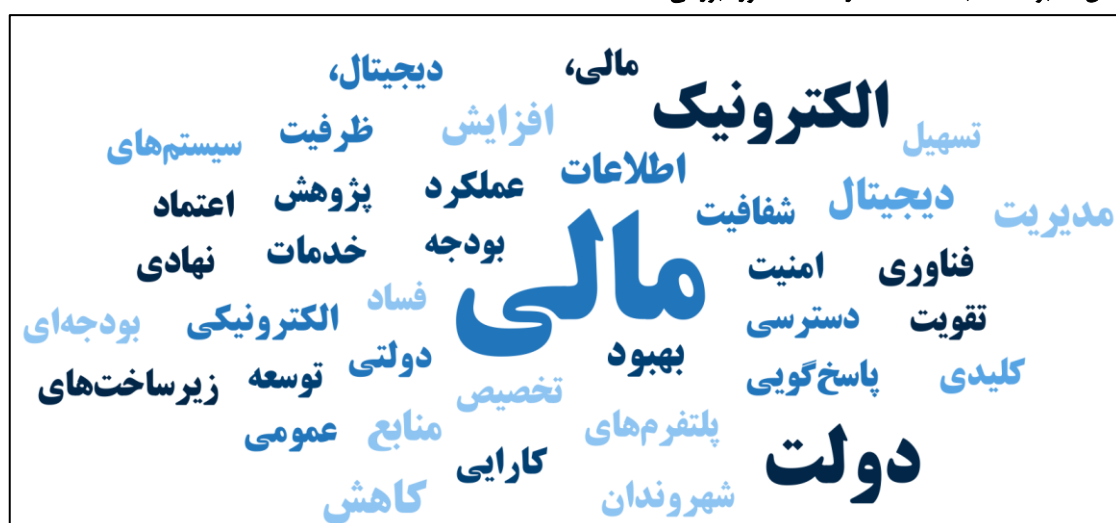 مالی،
دیجیتال،
الکترونیک
افزایش
ظرفیت
تسهیل
سیستم‌های
اطلاعات
عملکرد
پژوهش
دیجیتال
شفافیت
اعتماد
مدیریت
مالی
بودجه
خدمات
نهادی
فناوری
امنیت
فساد
الکترونیکی
بودجه‌ای
تقویت
دسترسی
بهبود
دولتی
توسعه
زیرساخت‌های
کلیدی
پاسخ‌گویی
تخصیص
پلتفرم‌های
منابع
عمومی
دولت
کارایی
شهروندان
کاهش